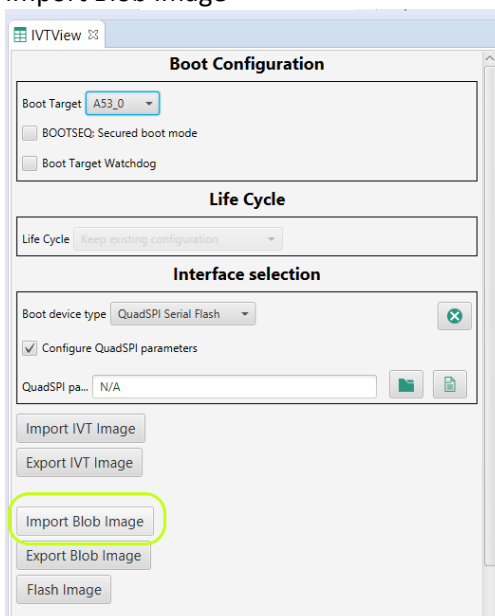 Import Blob Image
IVTView
Boot Configuration
Boot Target A53_0
BOOTSEQ: Secured boot mode
Boot Target Watchdog
Life Cycle
Life Cycle Keep existing configuration
Interface selection
Boot device type QuadSPI Serial Flash
Configure QuadSPI parameters
QuadSPI pa... N/A
Import IVT Image
Export IVT Image
Import Blob Image
Export Blob Image
Flash Image